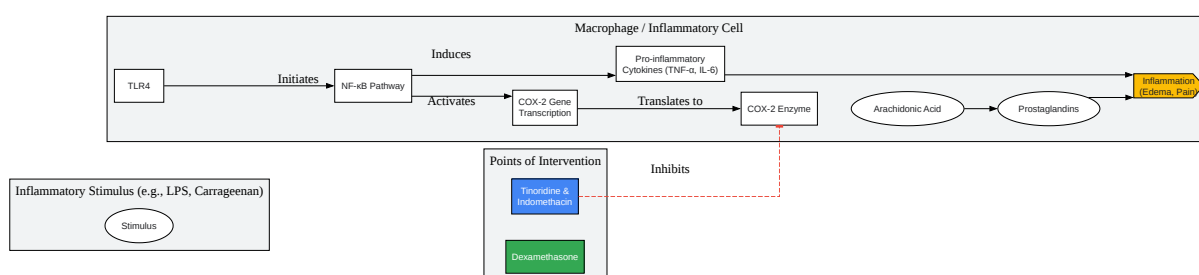 Macrophage / Inflammatory Cell
TLR4
Initiates
NF-κB Pathway
Induces
Activates
Pro-inflammatory
Cytokines (TNF-α, IL-6)
COX-2 Gene
Transcription
Translates to
COX-2 Enzyme
Arachidonic Acid
Prostaglandins
Inflammation
(Edema, Pain)
Points of Intervention
Tinoridine &
Indomethacin
Inhibits
Dexamethasone
Inflammatory Stimulus (e.g., LPS, Carrageenan)
Stimulus